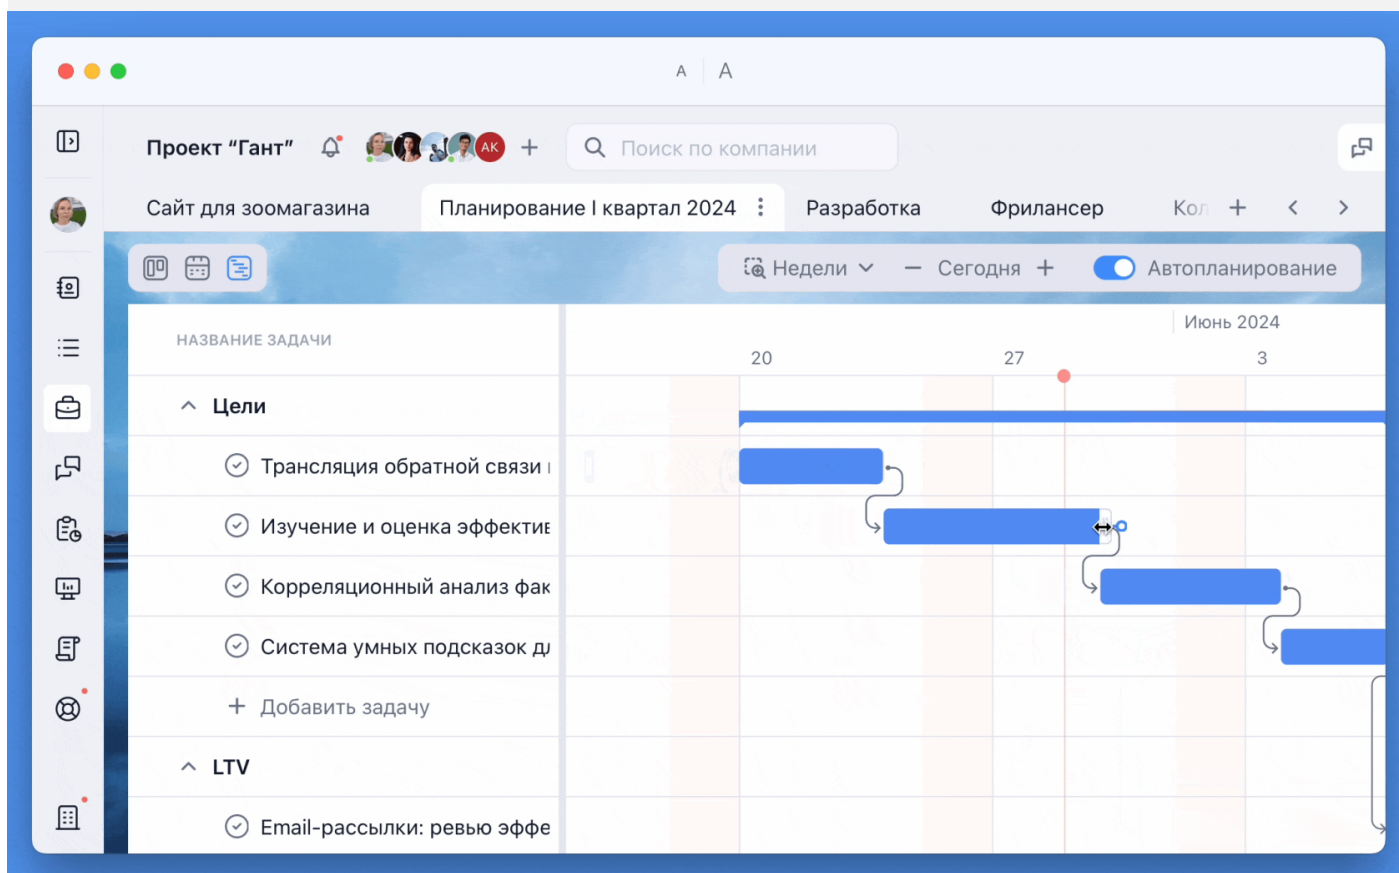 A A
Проект “Гант” АК Поиск по компании
Сайт для зоомагазина Планирование I квартал 2024 Разработка Фрилансер Кол
Недели Сегодня Автопланирование
НАЗВАНИЕ ЗАДАЧИ
Июнь 2024
20 27 3
Цели
Трансляция обратной связи
Изучение и оценка эффектив
Корреляционный анализ фак
Система умных подсказок
Добавить задачу
LTV
Email-рассылки: ревью эффе